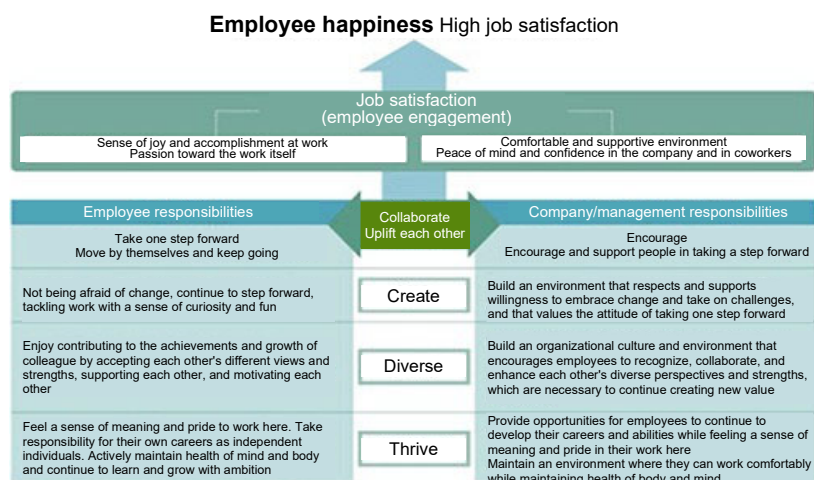 Employee happiness High job satisfaction
Job satisfaction
(employee engagement)
Sense of joy and accomplishment at work
Passion toward the work itself
Comfortable and supportive environment
Peace of mind and confidence in the company and in coworkers
Employee responsibilities
Collaborate
Uplift each other
Company/management responsibilities
Take one step forward
Move by themselves and keep going
Encourage
Encourage and support people in taking a step forward
Not being afraid of change, continue to step forward,
tackling work with a sense of curiosity and fun
Create
Build an environment that respects and supports
willingness to embrace change and take on challenges,
and that values the attitude of taking one step forward
Enjoy contributing to the achievements and growth of
colleague by accepting each other's different views and
strengths, supporting each other, and motivating each
other
Diverse
Build an organizational culture and environment that
encourages employees to recognize, collaborate, and
enhance each other's diverse perspectives and strengths,
which are necessary to continue creating new value
Feel a sense of meaning and pride to work here. Take
responsibility for their own careers as independent
individuals. Actively maintain health of mind and body
and continue to learn and grow with ambition
Thrive
Provide opportunities for employees to continue to
develop their careers and abilities while feeling a sense of
meaning and pride in their work here
Maintain an environment where they can work comfortably
while maintaining health of body and mind